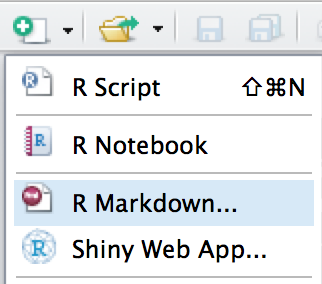 R Script ⇧⌘N
R Notebook
R Markdown...
Shiny Web App...